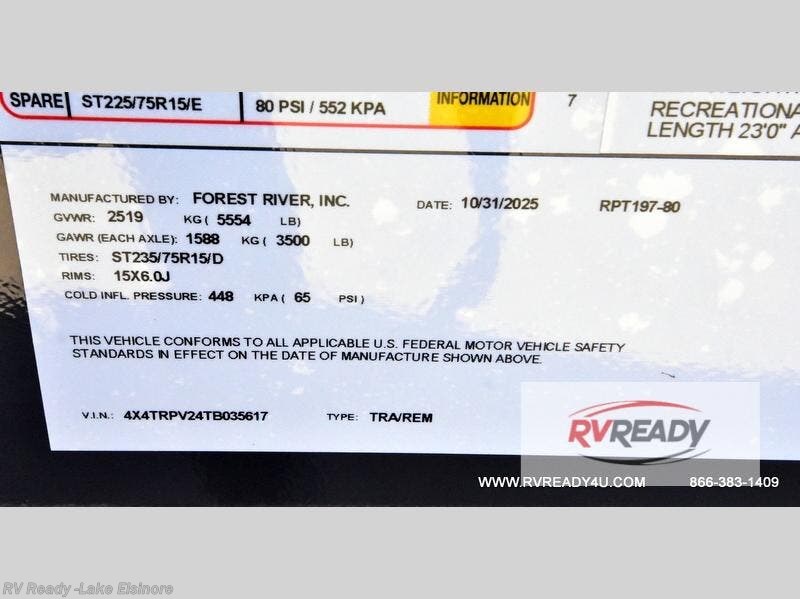 SPARE ST225/75R15/E 80 PSI / 552 KPA INFORMATION 7
RECREATIONA
LENGTH 23'0" A
MANUFACTURED BY: FOREST RIVER, INC. DATE: 10/31/2025 RPT197-80
GVWR: 2519 KG ( 5554 LB)
GAWR (EACH AXLE): 1588 KG ( 3500 LB)
TIRES: ST235/75R15/D
RIMS: 15X6.0J
COLD INFL. PRESSURE: 448 KPA ( 65 PSI )
THIS VEHICLE CONFORMS TO ALL APPLICABLE U.S. FEDERAL MOTOR VEHICLE SAFETY
STANDARDS IN EFFECT ON THE DATE OF MANUFACTURE SHOWN ABOVE.
V.I.N.: 4X4TRPV24TB035617 TYPE: TRA/REM
RVREADY
WWW.RVREADY4U.COM 866-383-1409
RV Ready -Lake Elsinore